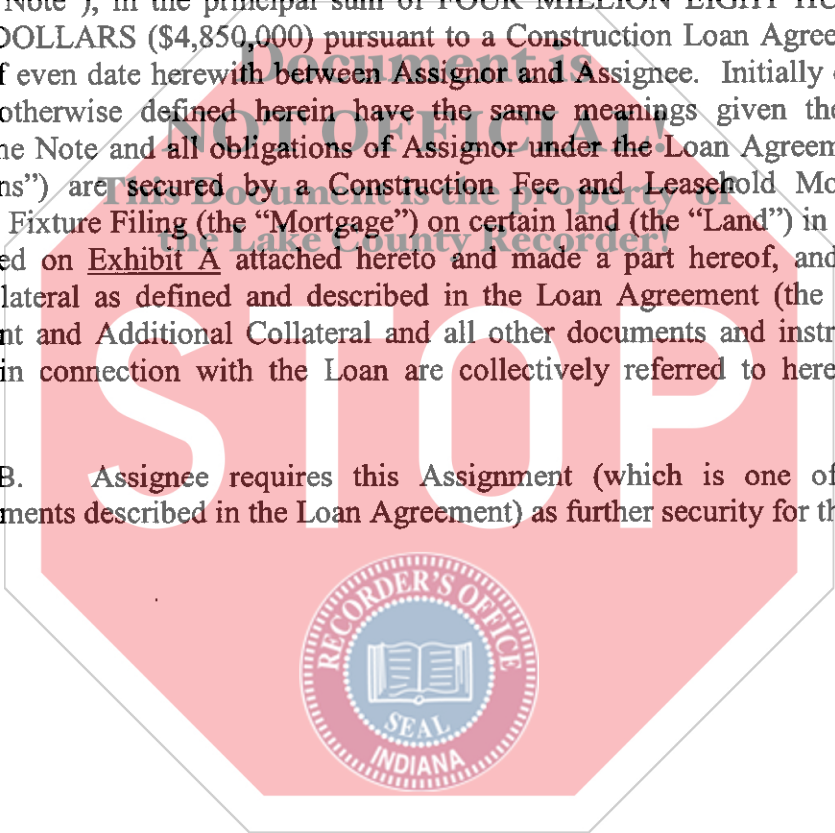 Note"), in the principal sum of FOUR MILLION EIGHT HU
DOLLARS ($4,850,000) pursuant to a Construction Loan Agree
f even date herewith between Assignor and Assignee. Initially
otherwise defined herein have the same meanings given the
ne Note and all obligations of Assignor under the Loan Agreem
ns") are secured by a Construction Fee and Leasehold Mo
Fixture Filing (the "Mortgage") on certain land (the "Land") in
ed on Exhibit A attached hereto and made a part hereof, and
lateral as defined and described in the Loan Agreement (the
nt and Additional Collateral and all other documents and instr
in connection with the Loan are collectively referred to here
B. Assignee requires this Assignment (which is one of
ments described in the Loan Agreement) as further security for th
Document is
NOT OFFICIAL!
This Document is the property of
the Lake County Recorder!
STOP
RECORDER'S OFFICE
SEAL
INDIANA